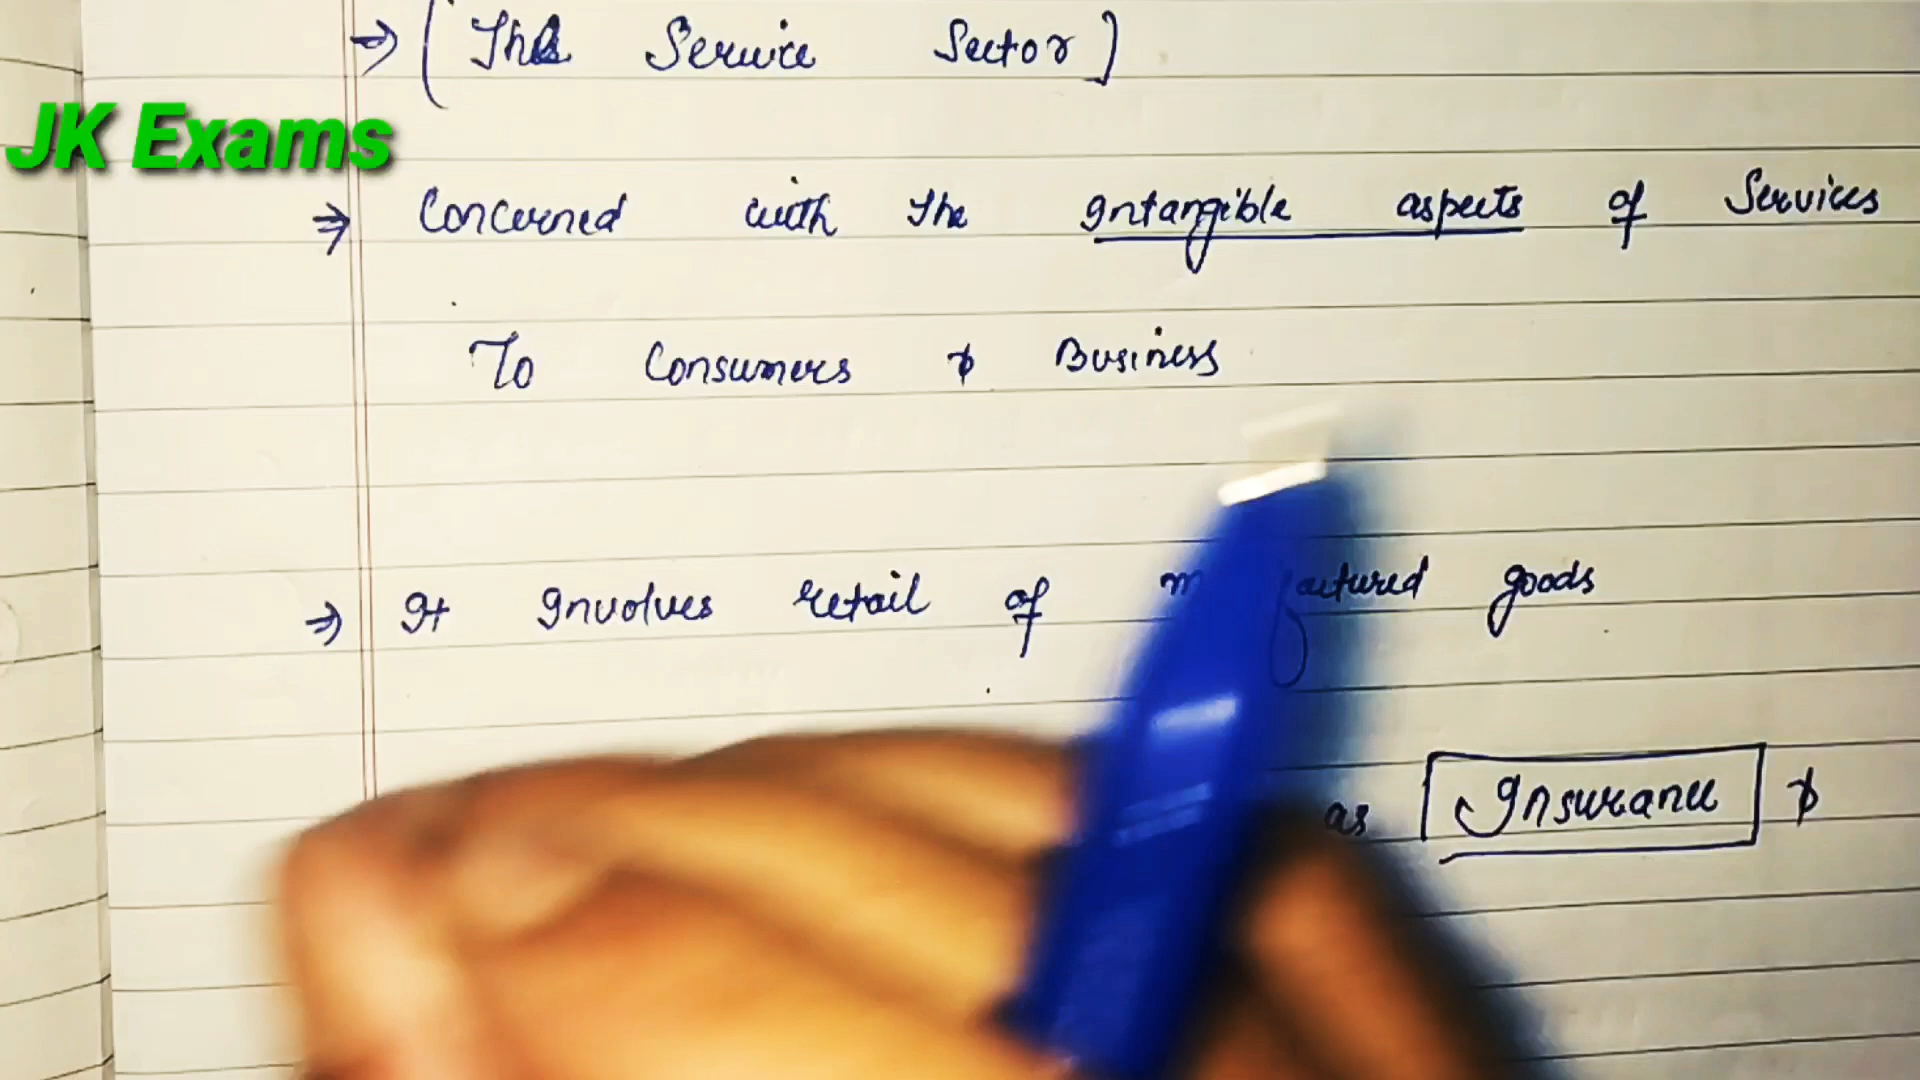 ⇒ [The Service Sector]
JK Exams
⇒ Concerned with the Intangible aspects of Services
To Consumers & Business
⇒ It Involves retail of goods
as Insurance &